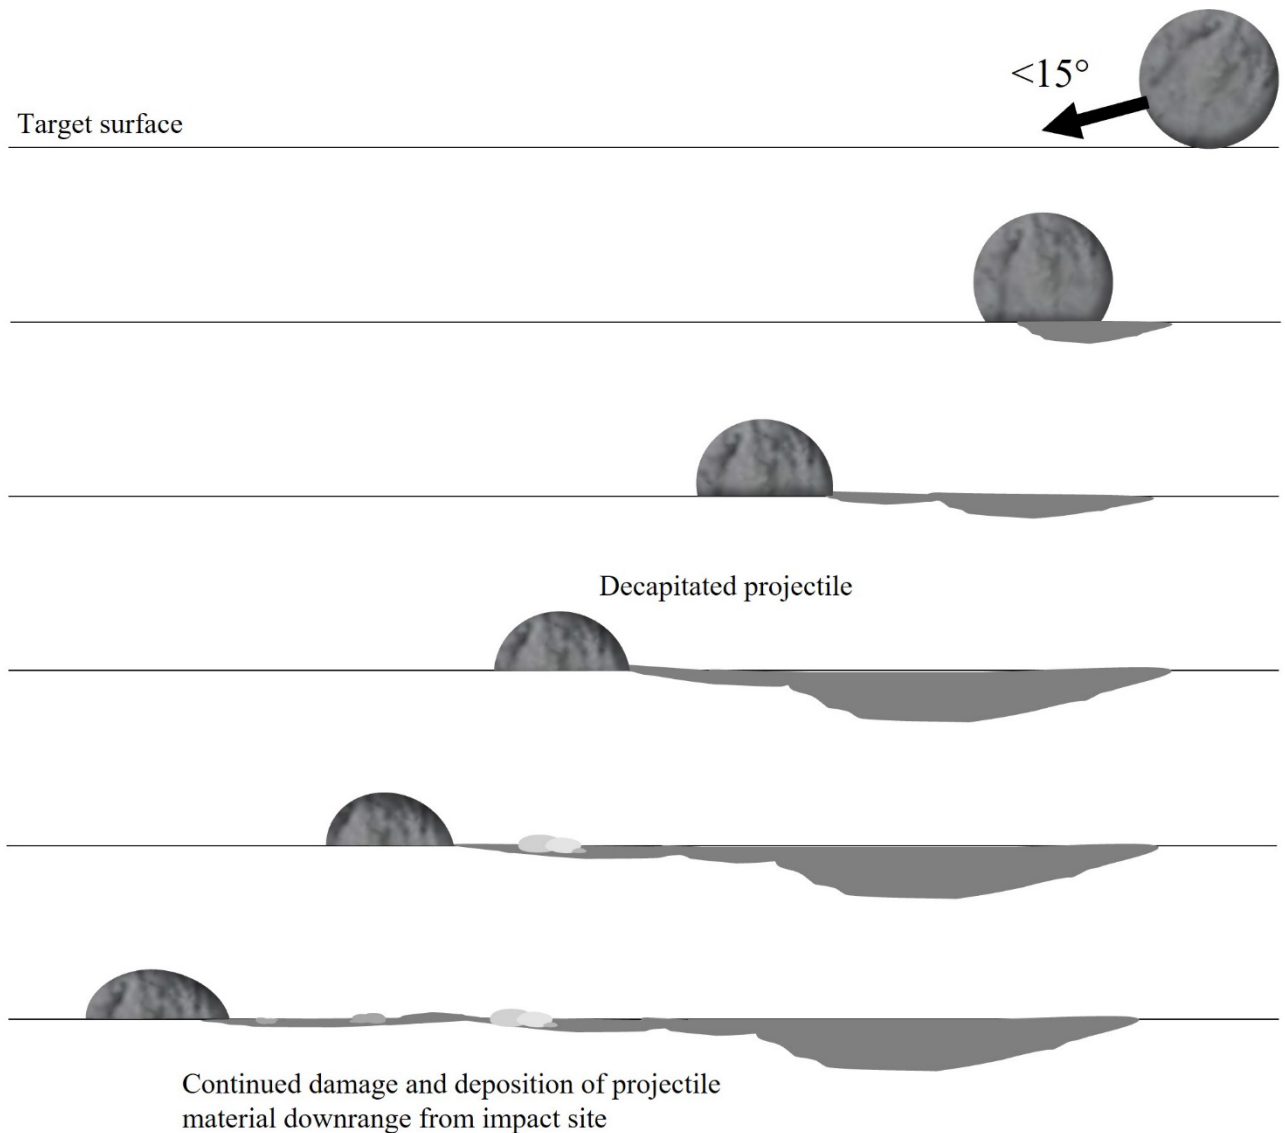 <15°
Target surface
Decapitated projectile
Continued damage and deposition of projectile
material downrange from impact site